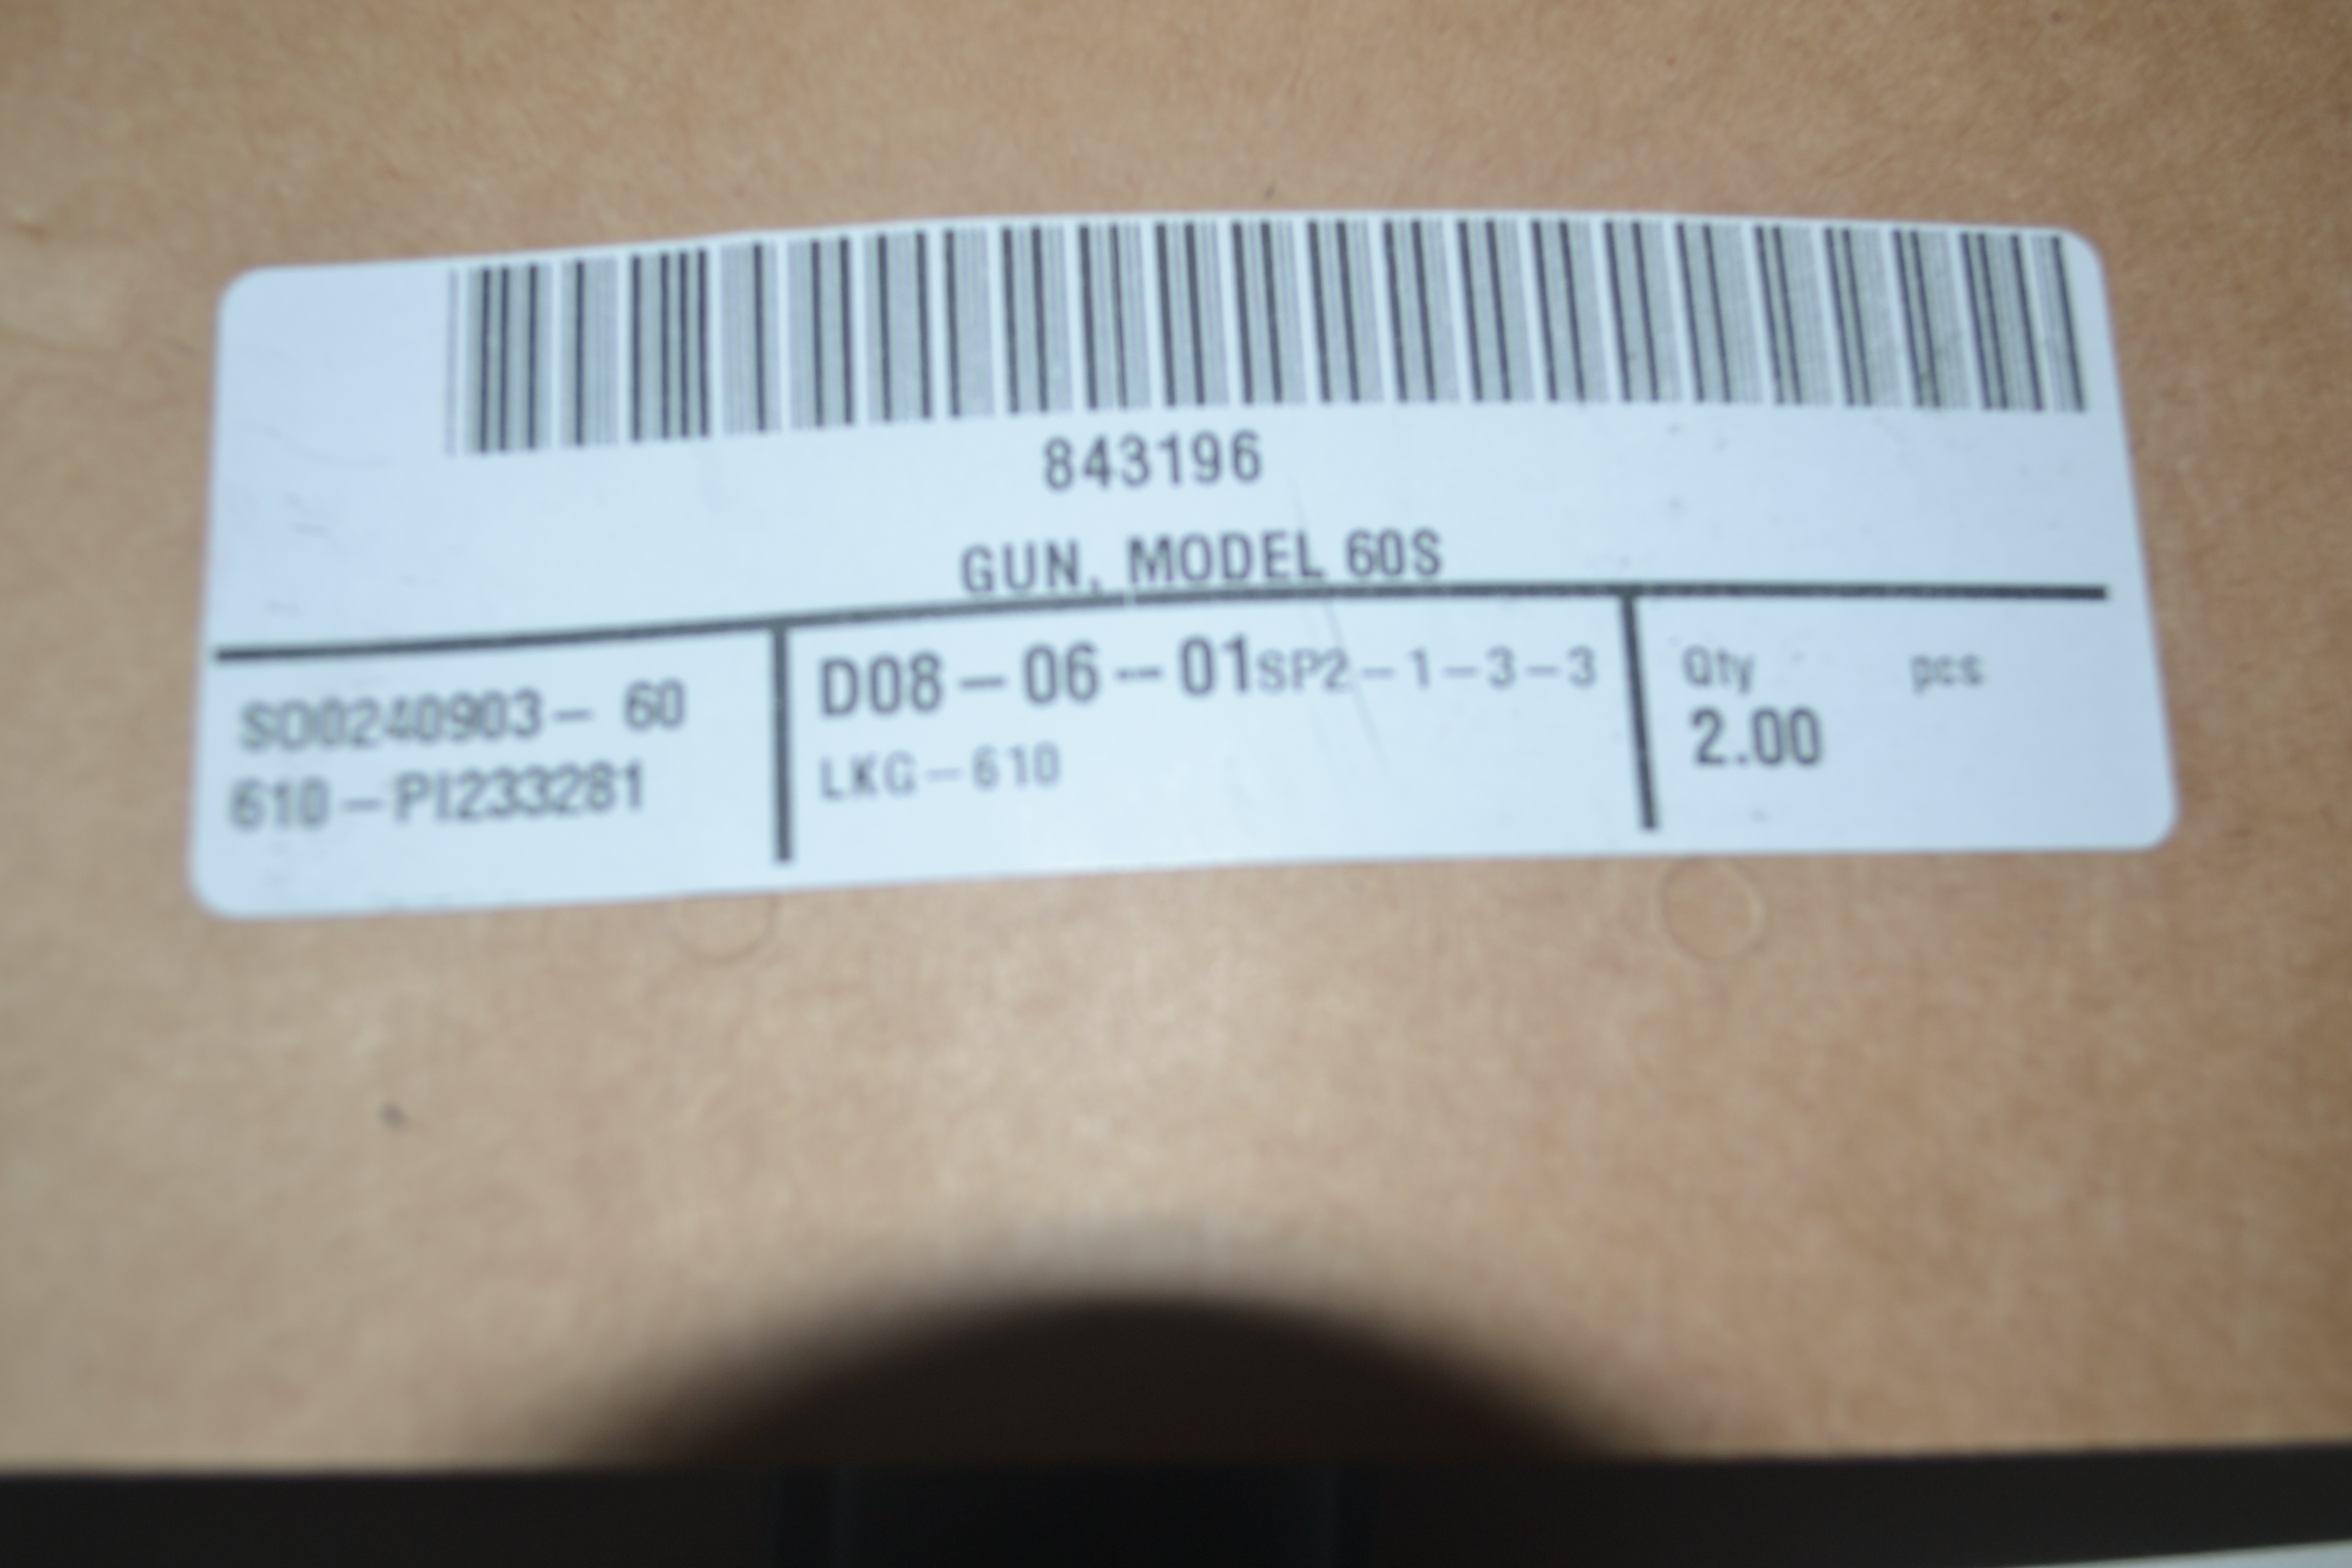 843196
GUN, MODEL 60S
SO0240903- 60
610-PI233281
D08-06-01SP2-1-3-3
LKG-610
Qty pcs
2.00